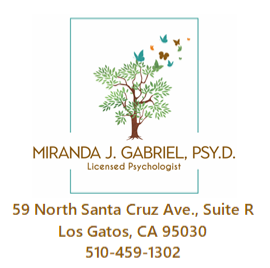 MIRANDA J. GABRIEL, PSY.D.
Licensed Psychologist
59 North Santa Cruz Ave., Suite R
Los Gatos, CA 95030
510-459-1302